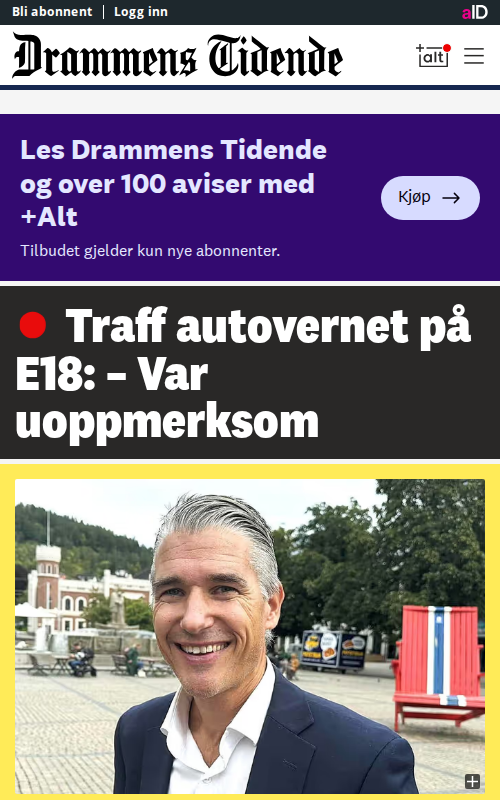 Bli abonnent | Logg inn
aID
Drammens Tidende
+alt
Les Drammens Tidende
og over 100 aviser med
+Alt
Kjøp →
Tilbudet gjelder kun nye abonnenter.
Traff autovernet på
E18: – Var
uoppmerksom